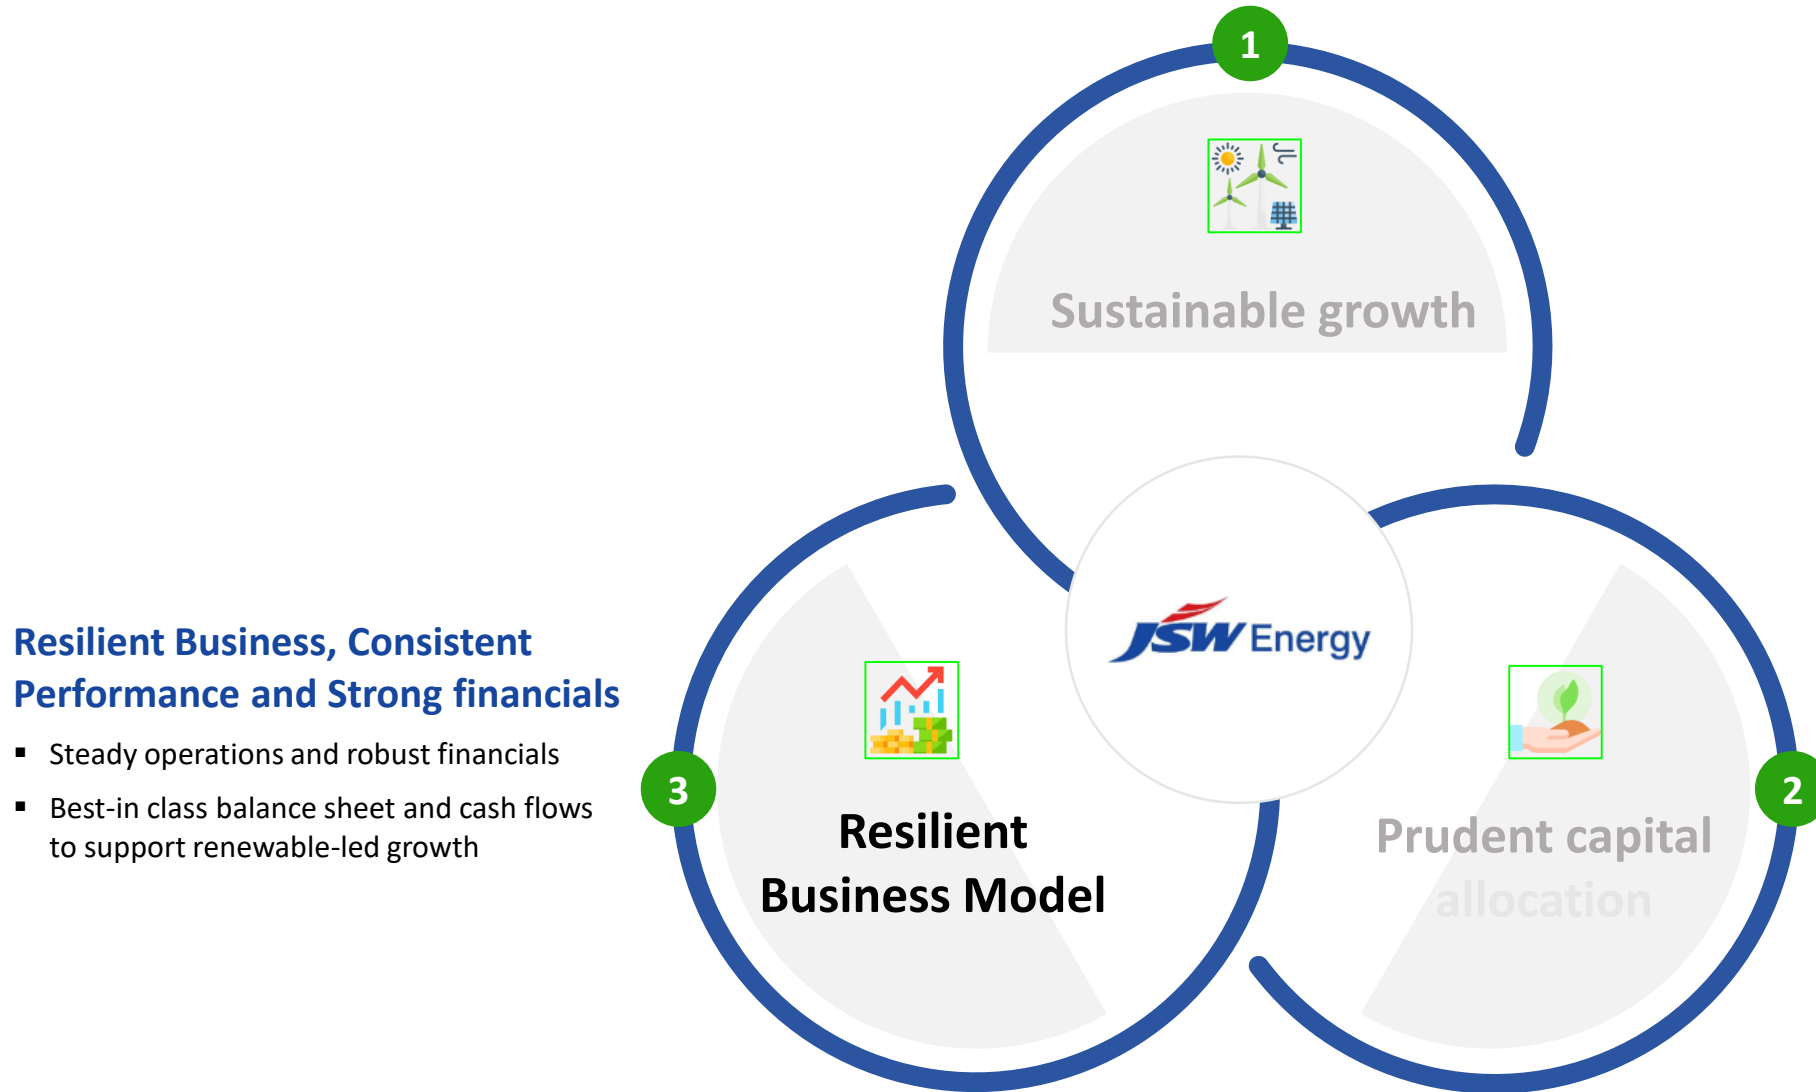 1
Sustainable growth
JSW Energy
Resilient Business, Consistent
Performance and Strong financials
▪ Steady operations and robust financials
▪ Best-in class balance sheet and cash flows
to support renewable-led growth
3
Resilient
Business Model
2
Prudent capital
allocation